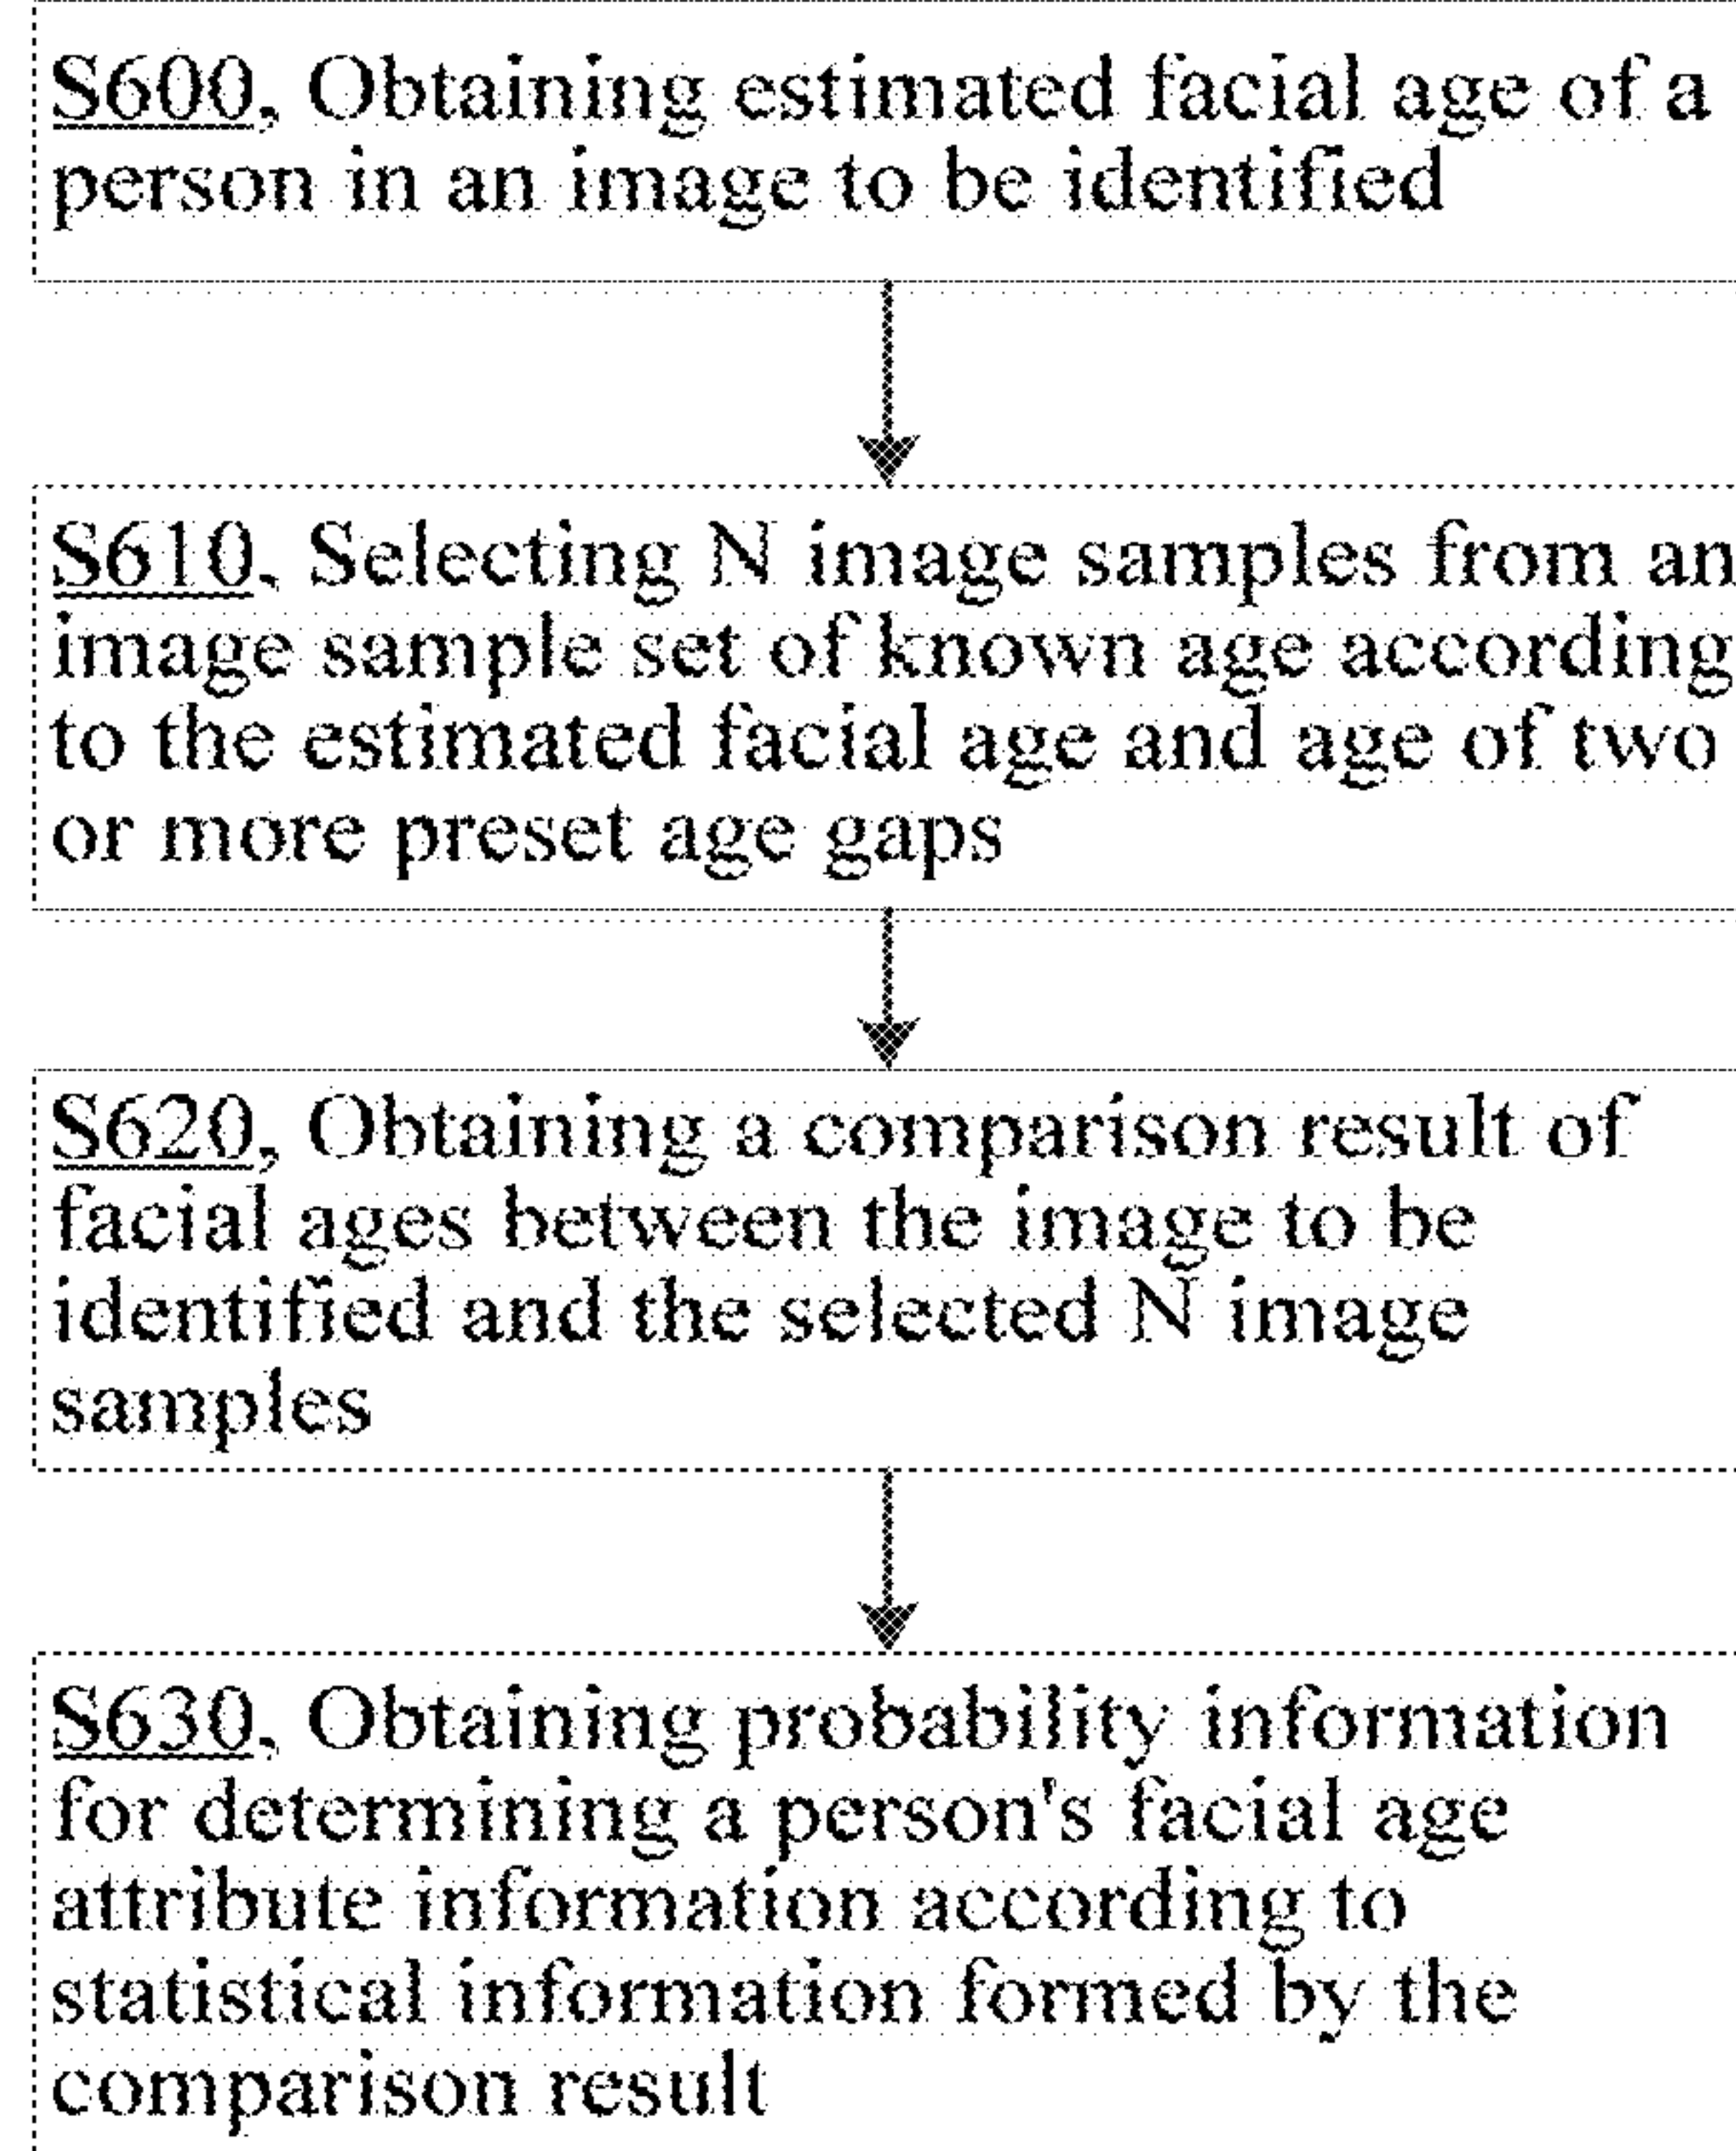 S600, Obtaining estimated facial age of a
person in an image to be identified
S610, Selecting N image samples from an
image sample set of known age according
to the estimated facial age and age of two
or more preset age gaps
S620, Obtaining a comparison result of
facial ages between the image to be
identified and the selected N image
samples
S630, Obtaining probability information
for determining a person's facial age
attribute information according to
statistical information formed by the
comparison result